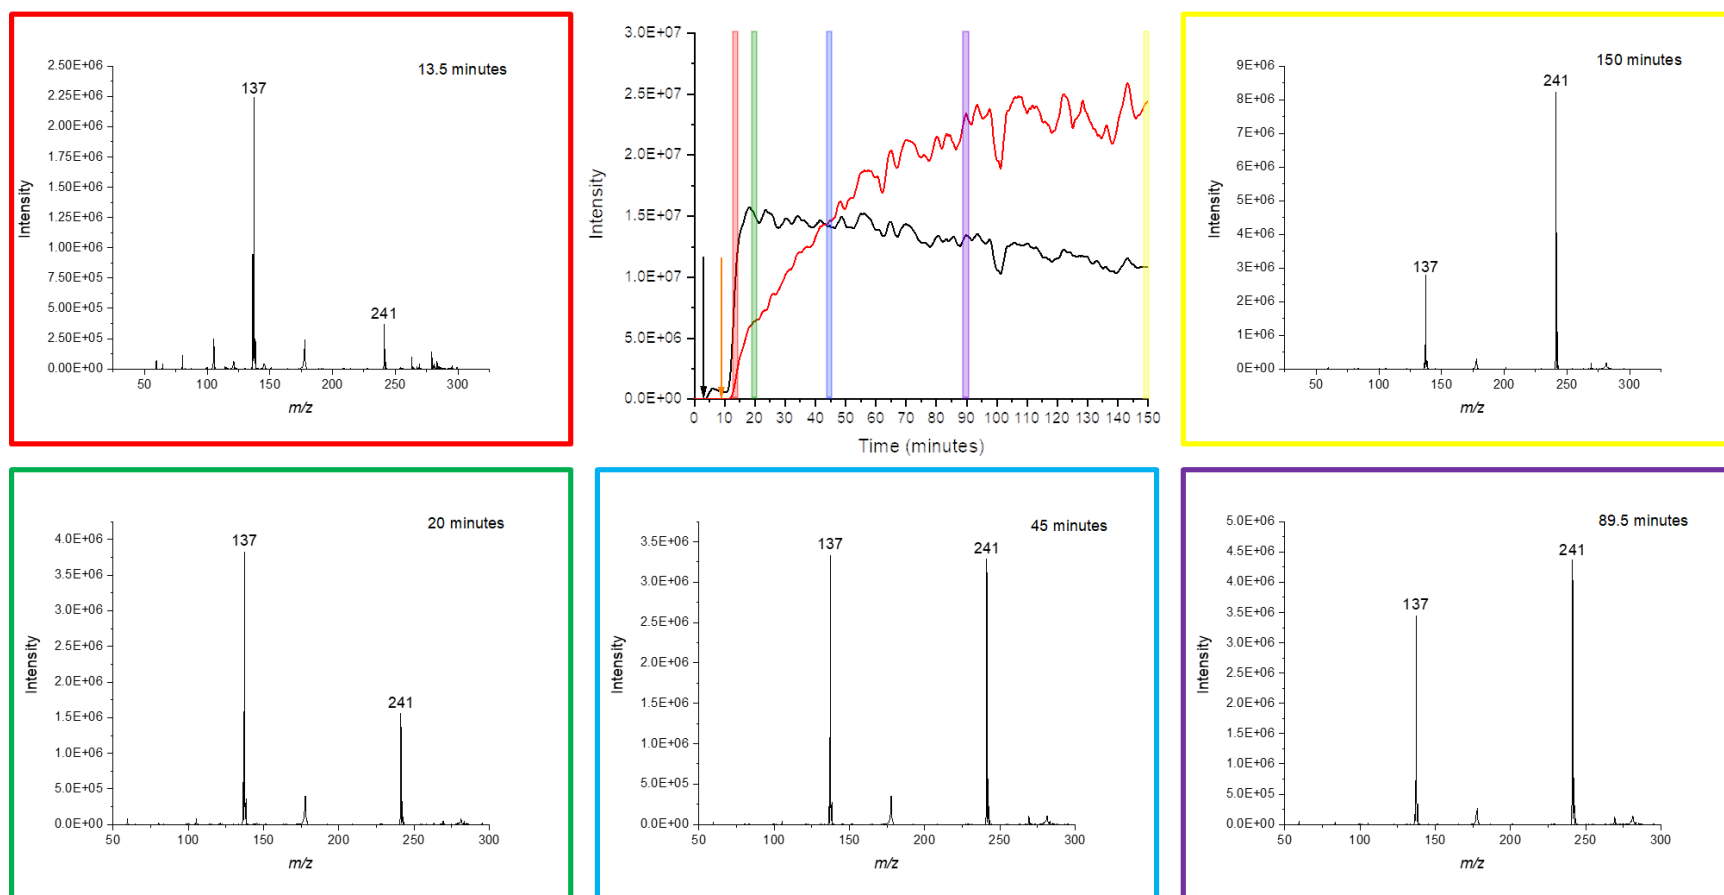 13.5 minutes
2.50E+06
2.25E+06
2.00E+06
1.75E+06
1.50E+06
1.25E+06
1.00E+06
7.50E+05
5.00E+05
2.50E+05
0.00E+00
Intensity
137
241
50 100 150 200 250 300
m/z
3.0E+07
2.5E+07
2.0E+07
1.5E+07
1.0E+07
5.0E+06
0.0E+00
Intensity
0 10 20 30 40 50 60 70 80 90 100 110 120 130 140 150
Time (minutes)
150 minutes
9E+06
8E+06
7E+06
6E+06
5E+06
4E+06
3E+06
2E+06
1E+06
0E+00
Intensity
137
241
50 100 150 200 250 300
m/z
20 minutes
4.0E+06
3.5E+06
3.0E+06
2.5E+06
2.0E+06
1.5E+06
1.0E+06
5.0E+05
0.0E+00
Intensity
137
241
50 100 150 200 250 300
m/z
45 minutes
3.5E+06
3.0E+06
2.5E+06
2.0E+06
1.5E+06
1.0E+06
5.0E+05
0.0E+00
Intensity
137
241
50 100 150 200 250 300
m/z
89.5 minutes
5.0E+06
4.5E+06
4.0E+06
3.5E+06
3.0E+06
2.5E+06
2.0E+06
1.5E+06
1.0E+06
5.0E+05
0.0E+00
Intensity
137
241
50 100 150 200 250 300
m/z